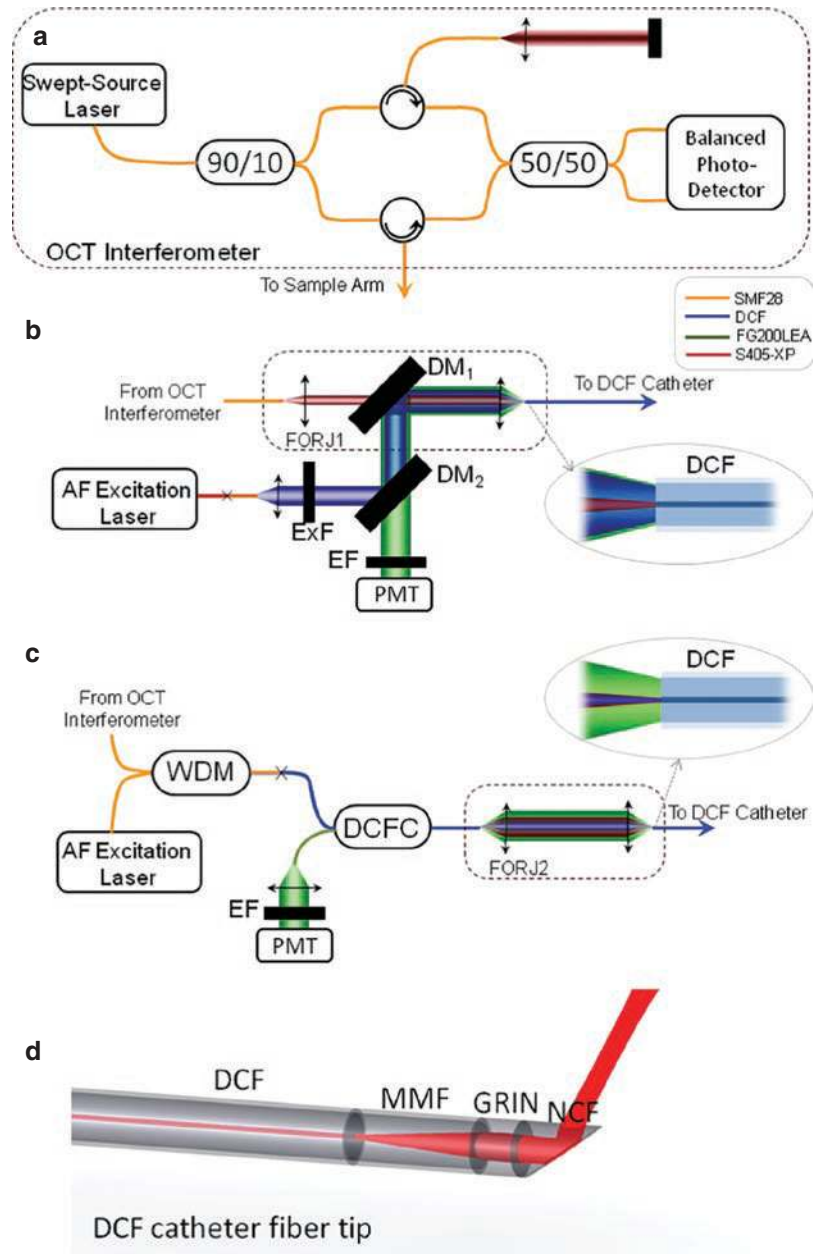 a
Swept-Source
Laser
90/10
50/50
Balanced
Photo-
Detector
OCT Interferometer
To Sample Arm
SMF28
DCF
FG200LEA
S405-XP
b
From OCT
Interferometer
FORJ1
DM1
To DCF Catheter
AF Excitation
Laser
ExF
DM2
EF
PMT
DCF
c
DCF
From OCT
Interferometer
WDM
AF Excitation
Laser
DCFC
EF
PMT
FORJ2
To DCF Catheter
d
DCF
MMF
GRIN
NCF
DCF catheter fiber tip